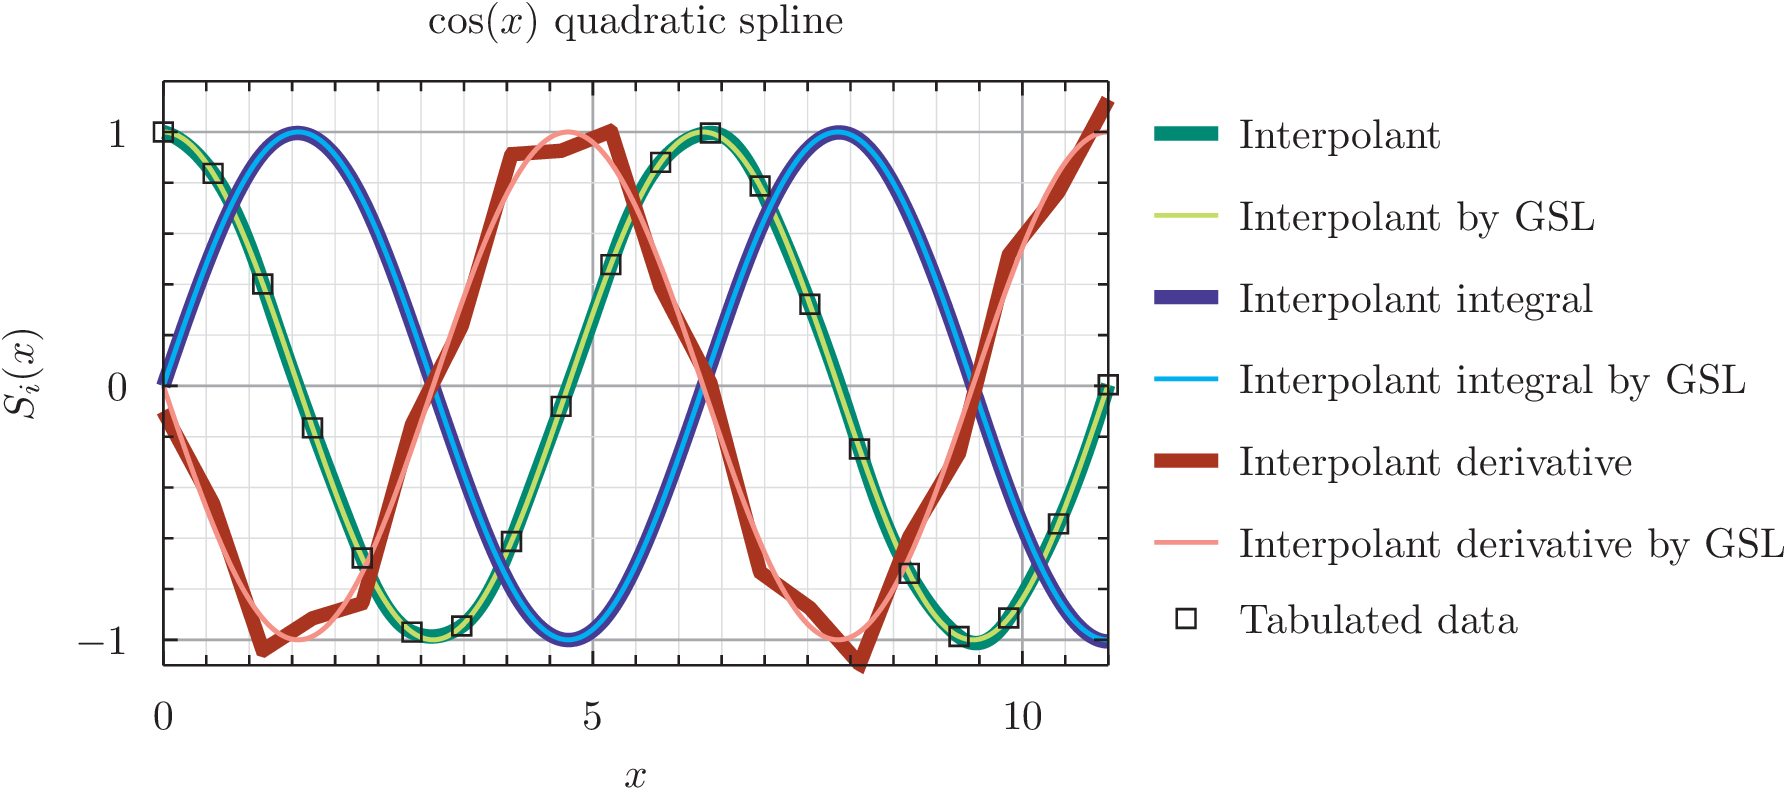 cos(x) quadratic spline
S_i(x)
1
0
−1
0 5 10
x
Interpolant
Interpolant by GSL
Interpolant integral
Interpolant integral by GSL
Interpolant derivative
Interpolant derivative by GSL
Tabulated data